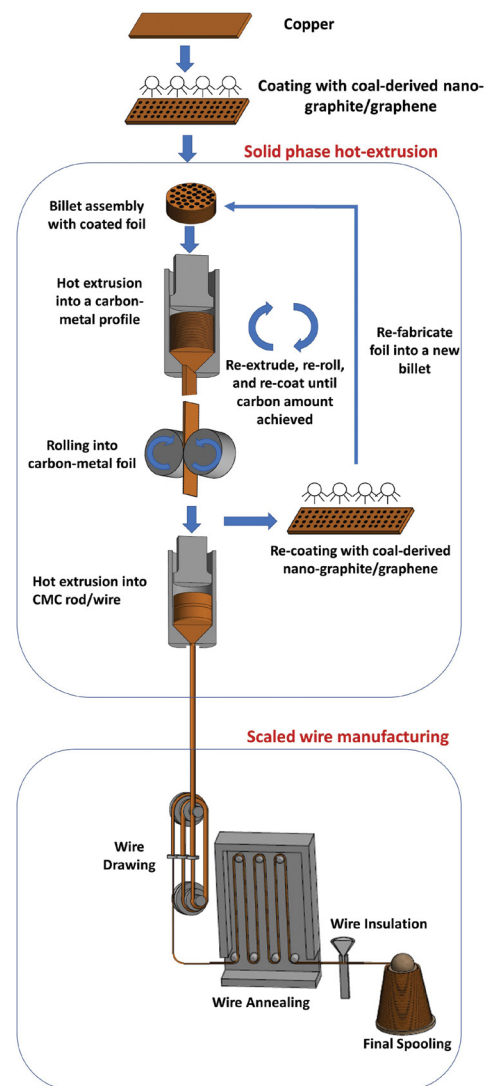 Copper
Coating with coal-derived nano-
graphite/graphene
Solid phase hot-extrusion
Billet assembly
with coated foil
Hot extrusion
into a carbon-
metal profile
Re-fabricate
foil into a new
billet
Re-extrude, re-roll,
and re-coat until
carbon amount
achieved
Rolling into
carbon-metal foil
Re-coating with coal-derived
nano-graphite/graphene
Hot extrusion into
CMC rod/wire
Scaled wire manufacturing
Wire
Drawing
Wire Insulation
Wire Annealing
Final Spooling